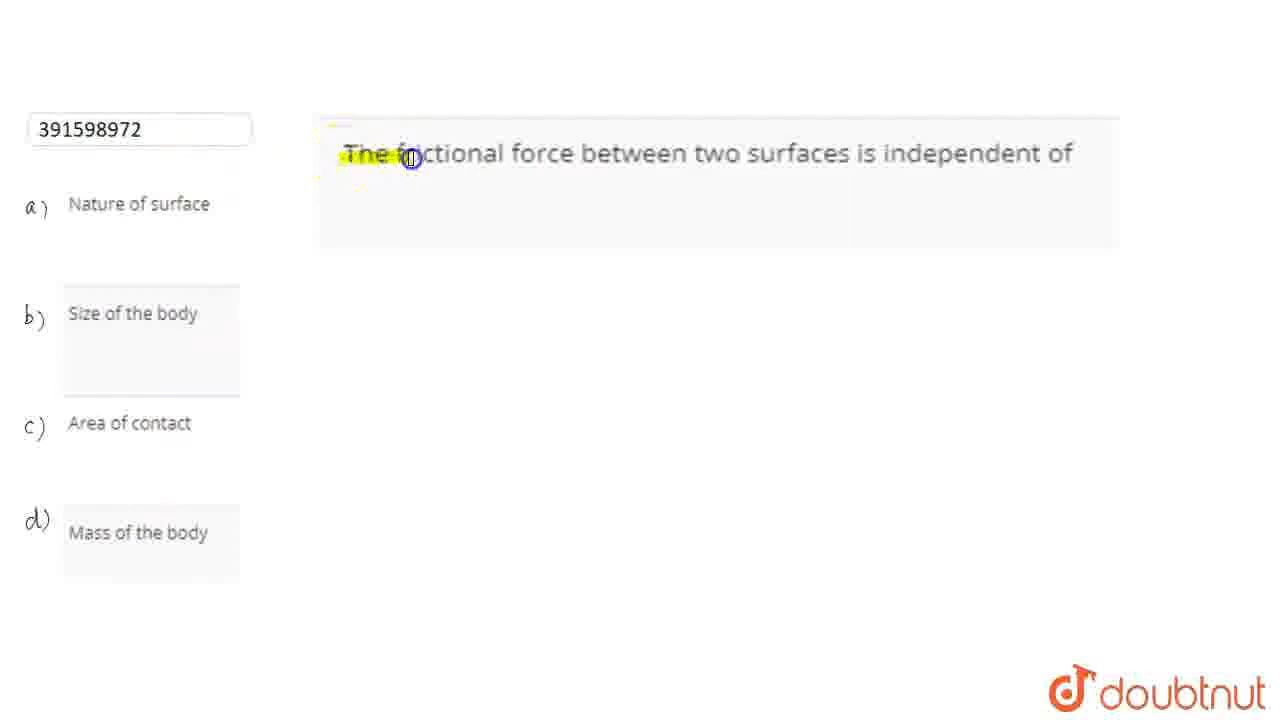 391598972
The frictional force between two surfaces is independent of
a) Nature of surface
b) Size of the body
c) Area of contact
d) Mass of the body
doubtnut